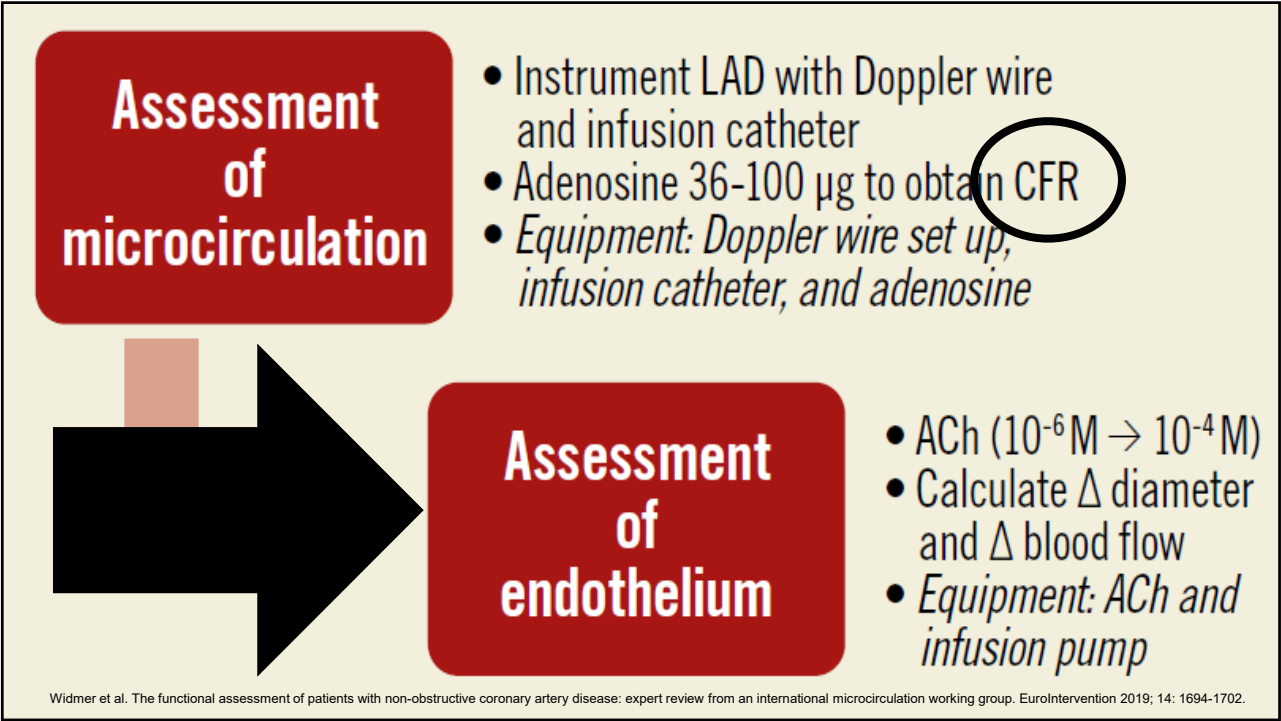 Assessment
of
microcirculation
• Instrument LAD with Doppler wire
and infusion catheter
• Adenosine 36-100 µg to obtain CFR
• Equipment: Doppler wire set up,
infusion catheter, and adenosine
Assessment
of
endothelium
• ACh (10⁻⁶ M → 10⁻⁴ M)
• Calculate Δ diameter
and Δ blood flow
• Equipment: ACh and
infusion pump
Widmer et al. The functional assessment of patients with non-obstructive coronary artery disease: expert review from an international microcirculation working group. EuroIntervention 2019; 14: 1694-1702.